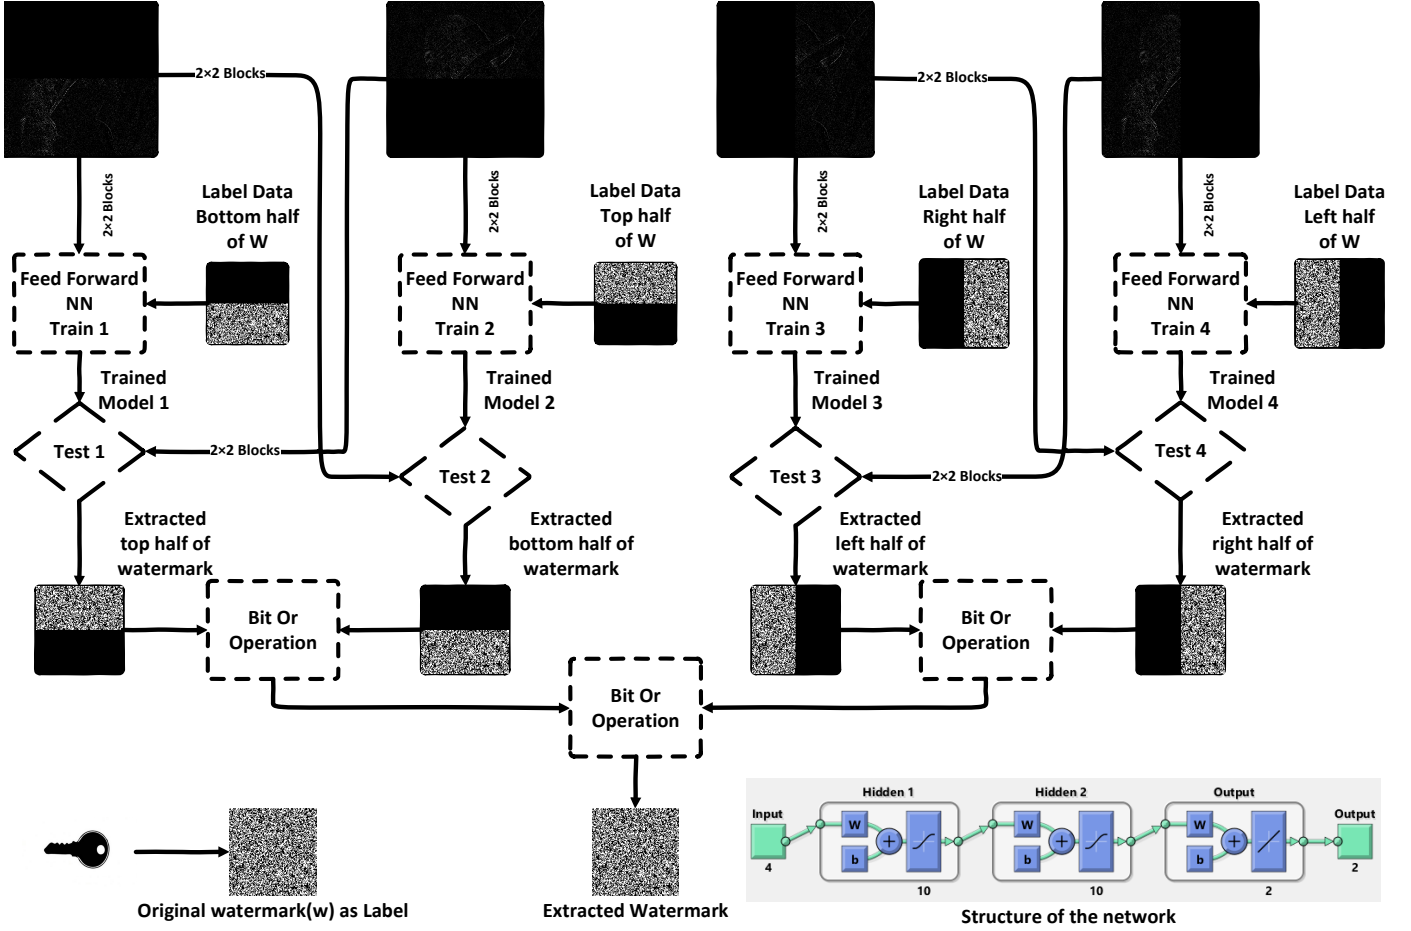 2×2 Blocks
2×2 Blocks
2×2 Blocks
2×2 Blocks
2×2 Blocks
2×2 Blocks
Label Data
Bottom half
of W
Label Data
Top half
of W
Label Data
Right half
of W
Label Data
Left half
of W
Feed Forward
NN
Train 1
Feed Forward
NN
Train 2
Feed Forward
NN
Train 3
Feed Forward
NN
Train 4
Trained
Model 1
Trained
Model 2
Trained
Model 3
Trained
Model 4
Test 1
2×2 Blocks
Test 2
Test 3
2×2 Blocks
Test 4
Extracted
top half of
watermark
Extracted
bottom half of
watermark
Extracted
left half of
watermark
Extracted
right half of
watermark
Bit Or
Operation
Bit Or
Operation
Bit Or
Operation
Original watermark(w) as Label
Extracted Watermark
Hidden 1
Hidden 2
Output
Input
Output
W
W
W
b
b
b
+
+
+
4
10
10
2
2
Structure of the network